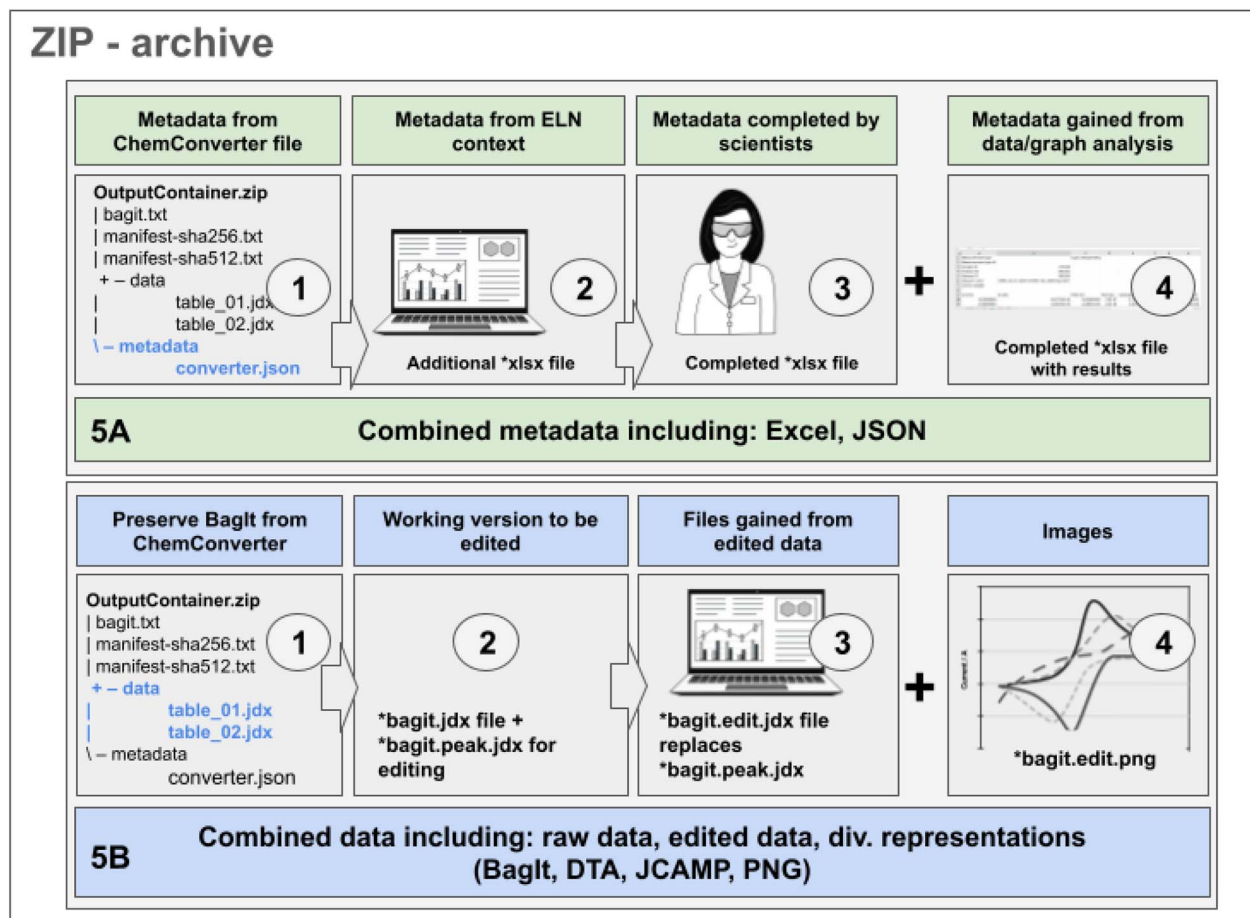 ZIP - archive
Metadata from
ChemConverter file
Metadata from ELN
context
Metadata completed by
scientists
Metadata gained from
data/graph analysis
OutputContainer.zip
| bagit.txt
| manifest-sha256.txt
| manifest-sha512.txt
+ – data
| table_01.jdx
| table_02.jdx
\ – metadata
converter.json
1
2
Additional *xlsx file
3
Completed *xlsx file
+
4
Completed *xlsx file
with results
5A
Combined metadata including: Excel, JSON
Preserve BagIt from
ChemConverter
Working version to be
edited
Files gained from
edited data
Images
OutputContainer.zip
| bagit.txt
| manifest-sha256.txt
| manifest-sha512.txt
+ – data
| table_01.jdx
| table_02.jdx
\ – metadata
converter.json
1
2
*bagit.jdx file +
*bagit.peak.jdx for
editing
3
*bagit.edit.jdx file
replaces
*bagit.peak.jdx
+
4
Current / A
*bagit.edit.png
5B
Combined data including: raw data, edited data, div. representations
(BagIt, DTA, JCAMP, PNG)